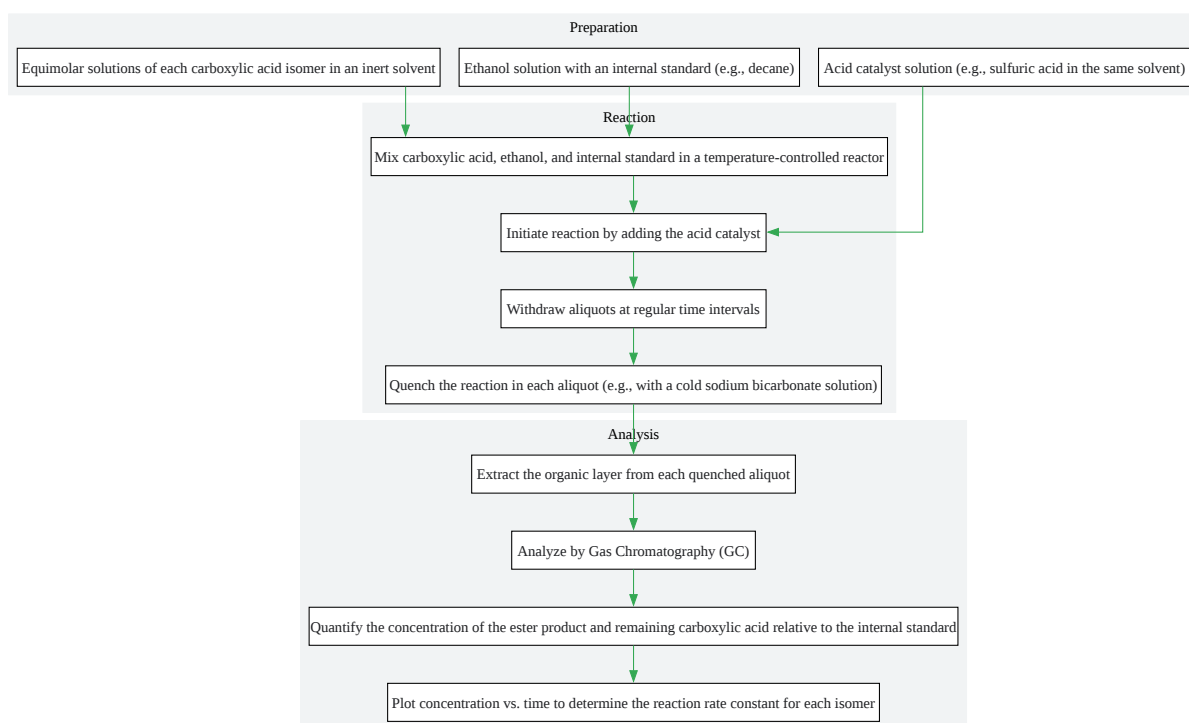 Preparation
Equimolar solutions of each carboxylic acid isomer in an inert solvent
Ethanol solution with an internal standard (e.g., decane)
Acid catalyst solution (e.g., sulfuric acid in the same solvent)
Reaction
Mix carboxylic acid, ethanol, and internal standard in a temperature-controlled reactor
Initiate reaction by adding the acid catalyst
Withdraw aliquots at regular time intervals
Quench the reaction in each aliquot (e.g., with a cold sodium bicarbonate solution)
Analysis
Extract the organic layer from each quenched aliquot
Analyze by Gas Chromatography (GC)
Quantify the concentration of the ester product and remaining carboxylic acid relative to the internal standard
Plot concentration vs. time to determine the reaction rate constant for each isomer